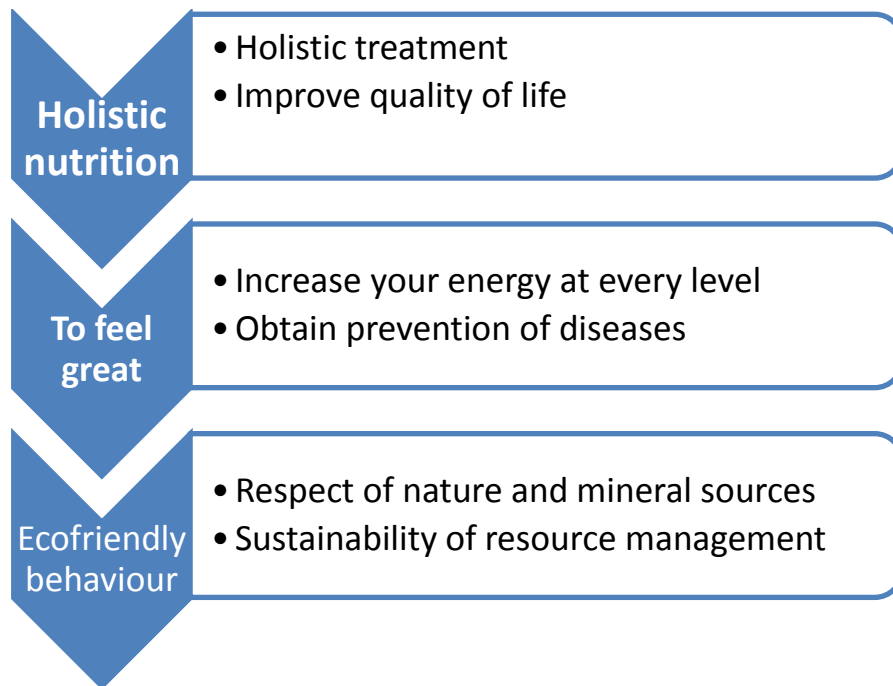 Holistic
nutrition
• Holistic treatment
• Improve quality of life
To feel
great
• Increase your energy at every level
• Obtain prevention of diseases
Ecofriendly
behaviour
• Respect of nature and mineral sources
• Sustainability of resource management